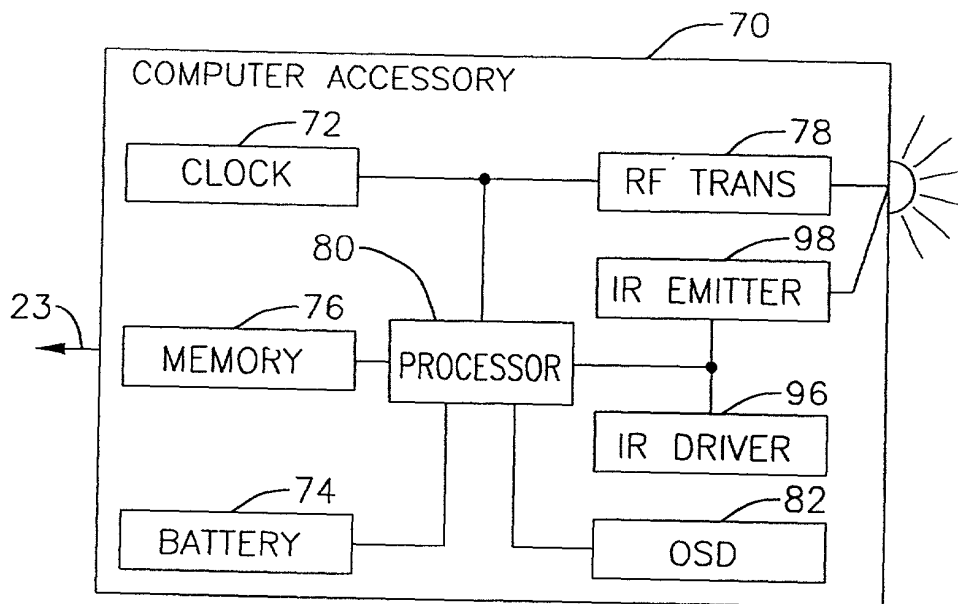 70
COMPUTER ACCESSORY
72
78
CLOCK
RF TRANS
80
98
IR EMITTER
23
76
MEMORY
PROCESSOR
96
IR DRIVER
74
82
BATTERY
OSD